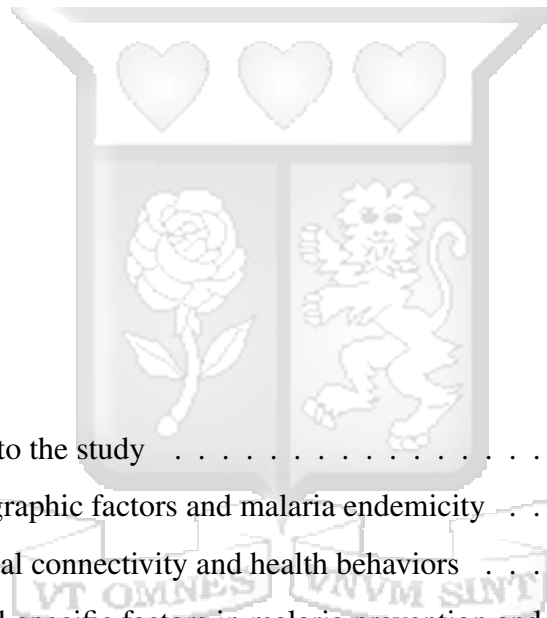 to the study . . . . . . . . . . . . . . . .
graphic factors and malaria endemicity . .
al connectivity and health behaviors . . .
VT OMNES VNVM SINT
specific factors in malaria prevention and